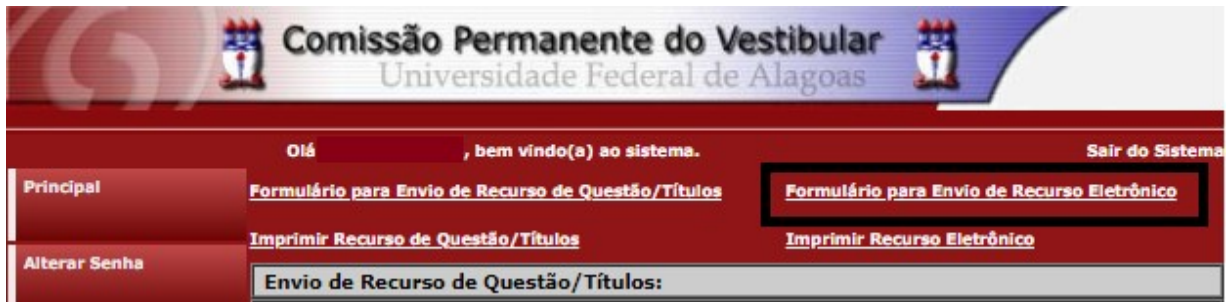 Comissão Permanente do Vestibular
Universidade Federal de Alagoas
Olá , bem vindo(a) ao sistema. Sair do Sistema
Principal
Formulário para Envio de Recurso de Questão/Títulos Formulário para Envio de Recurso Eletrônico
Imprimir Recurso de Questão/Títulos Imprimir Recurso Eletrônico
Alterar Senha
Envio de Recurso de Questão/Títulos: